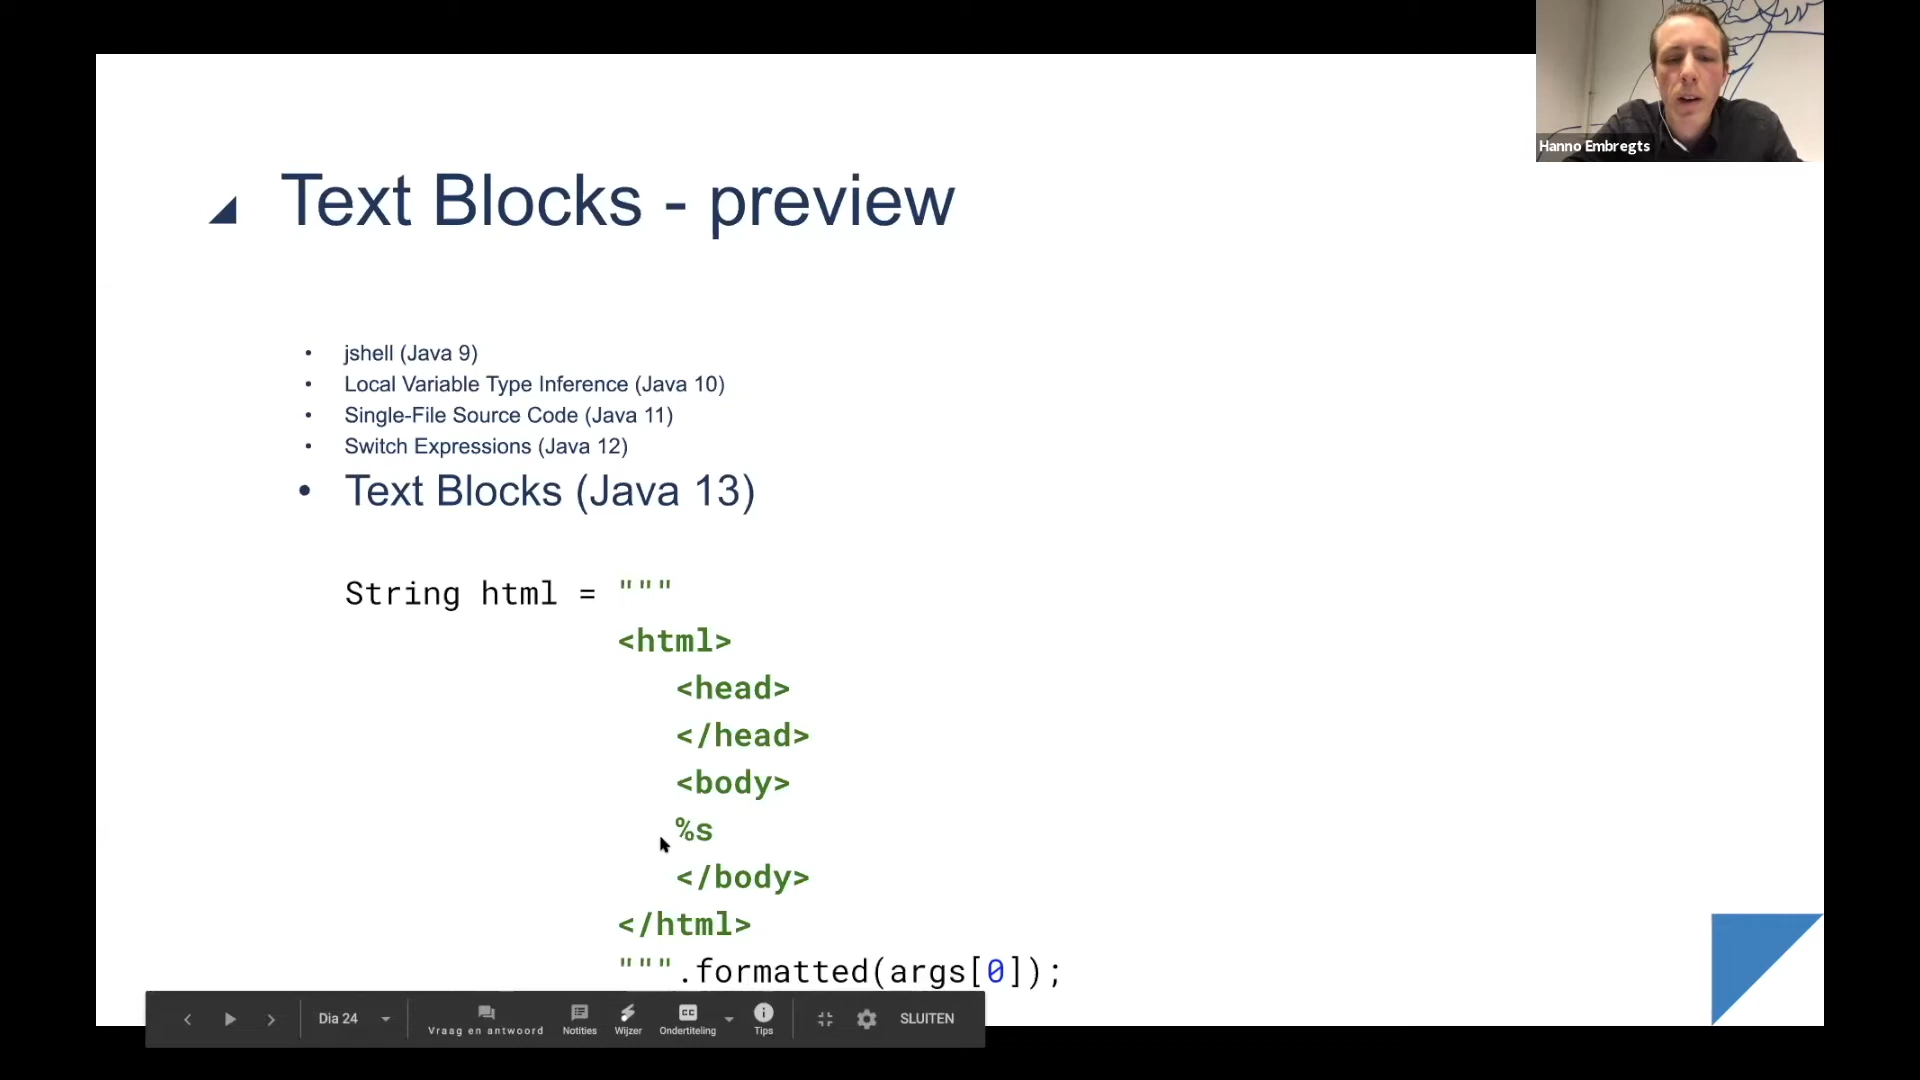 Hanno Embregts
Text Blocks - preview
• jshell (Java 9)
• Local Variable Type Inference (Java 10)
• Single-File Source Code (Java 11)
• Switch Expressions (Java 12)
• Text Blocks (Java 13)
String html = """
<html>
<head>
</head>
<body>
%s
</body>
</html>
""".formatted(args[0]);
Dia 24
Vraag en antwoord
Notities
Wijzer
CC
Ondertiteling
Tips
SLUITEN